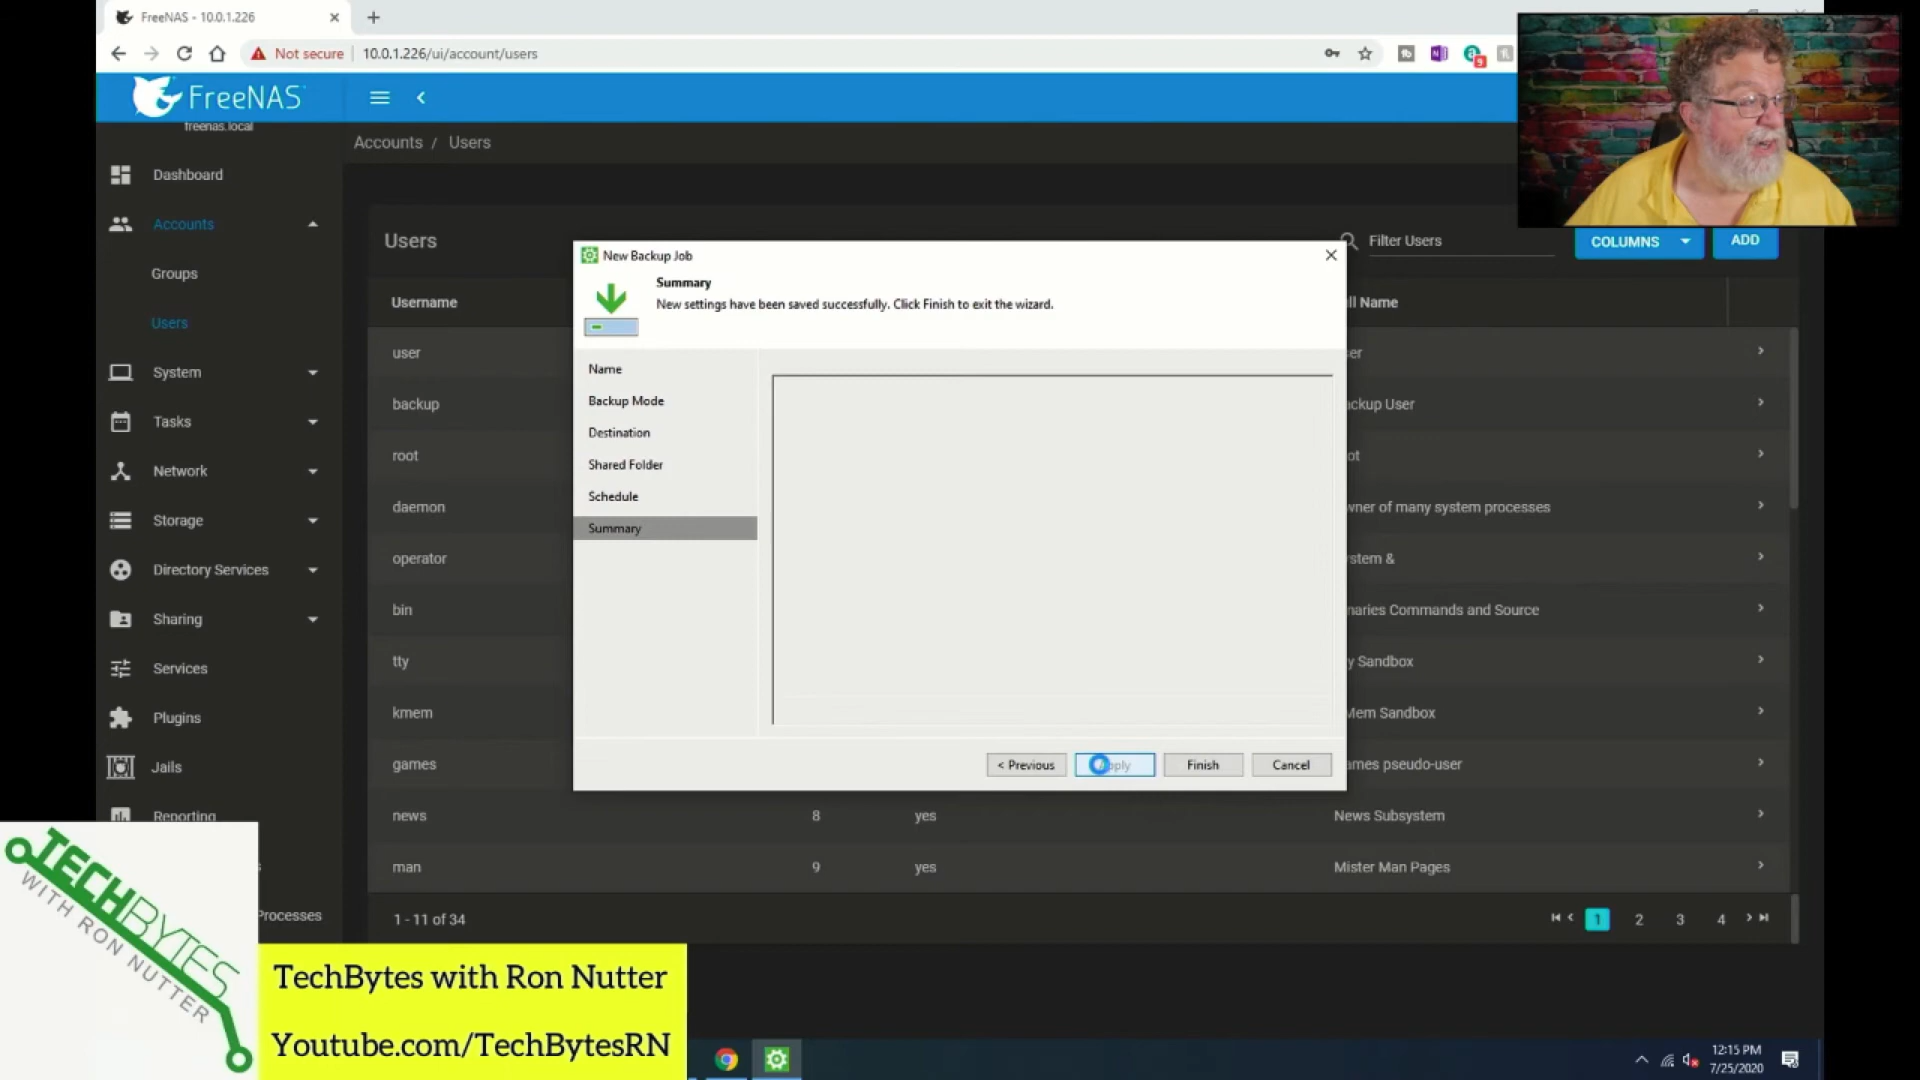 FreeNAS - 10.0.1.226
Not secure
10.0.1.226/ui/account/users
FreeNAS
freenas.local
Accounts / Users
Dashboard
Accounts
Groups
Users
System
Tasks
Network
Storage
Directory Services
Sharing
Services
Plugins
Jails
Reporting
Processes
Users
Filter Users
COLUMNS
ADD
Username
ll Name
user
ser
backup
ackup User
root
ot
daemon
wner of many system processes
operator
stem &
bin
naries Commands and Source
tty
y Sandbox
kmem
Mem Sandbox
games
ames pseudo-user
news 8 yes News Subsystem
man 9 yes Mister Man Pages
1 - 11 of 34
1 2 3 4
New Backup Job
Summary
New settings have been saved successfully. Click Finish to exit the wizard.
Name
Backup Mode
Destination
Shared Folder
Schedule
Summary
< Previous
Finish
Cancel
TECHBYTES
WITH RON NUTTER
TechBytes with Ron Nutter
Youtube.com/TechBytesRN
12:15 PM
7/25/2020